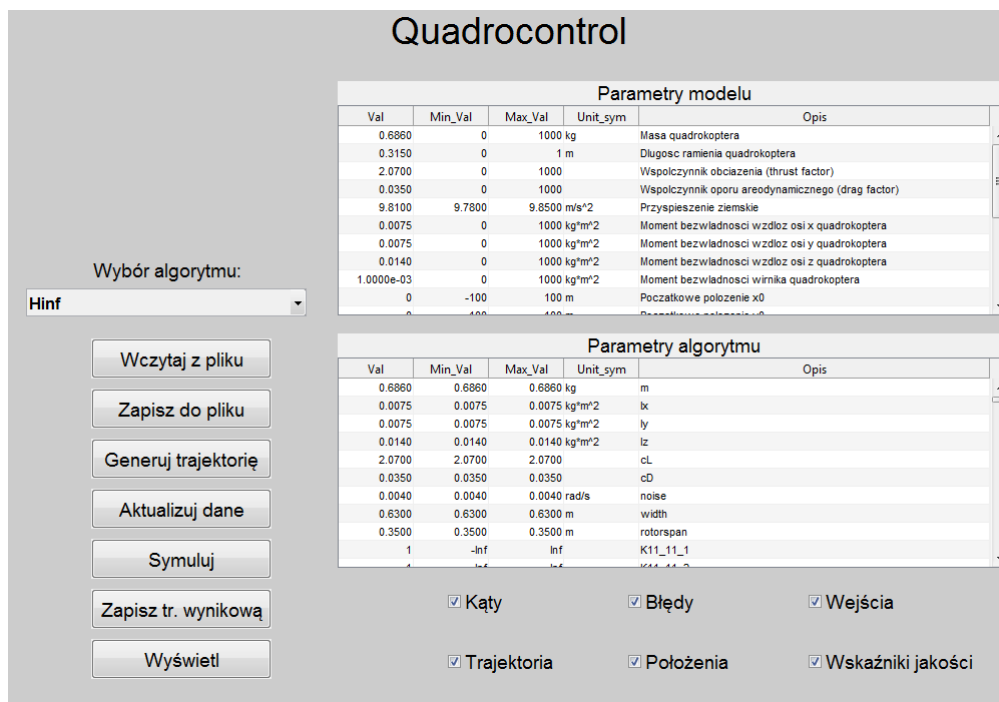 Quadrocontrol
Parametry modelu
Val Min_Val Max_Val Unit_sym Opis
0.6860 0 1000 kg Masa quadrokoptera
0.3150 0 1 m Dlugosc ramienia quadrokoptera
2.0700 0 1000 Wspolczynnik obciazenia (thrust factor)
0.0350 0 1000 Wspolczynnik oporu areodynamicznego (drag factor)
9.8100 9.7800 9.8500 m/s^2 Przyspieszenie ziemskie
0.0075 0 1000 kg*m^2 Moment bezwladnosci wzdloz osi x quadrokoptera
0.0075 0 1000 kg*m^2 Moment bezwladnosci wzdloz osi y quadrokoptera
0.0140 0 1000 kg*m^2 Moment bezwladnosci wzdloz osi z quadrokoptera
1.0000e-03 0 1000 kg*m^2 Moment bezwladnosci wirnika quadrokoptera
0 -100 100 m Poczatkowe polozenie x0
0 -100 100 m Poczatkowe polozenie y0
Wybór algorytmu:
Hinf
Wczytaj z pliku
Zapisz do pliku
Generuj trajektorię
Aktualizuj dane
Symuluj
Zapisz tr. wynikową
Wyświetl
Parametry algorytmu
Val Min_Val Max_Val Unit_sym Opis
0.6860 0.6860 0.6860 kg m
0.0075 0.0075 0.0075 kg*m^2 Ix
0.0075 0.0075 0.0075 kg*m^2 Iy
0.0140 0.0140 0.0140 kg*m^2 Iz
2.0700 2.0700 2.0700 cL
0.0350 0.0350 0.0350 cD
0.0040 0.0040 0.0040 rad/s noise
0.6300 0.6300 0.6300 m width
0.3500 0.3500 0.3500 m rotorspan
1 -Inf Inf K11_11_1
1 -Inf Inf K11_11_2
Kąty Błędy Wejścia
Trajektoria Położenia Wskaźniki jakości